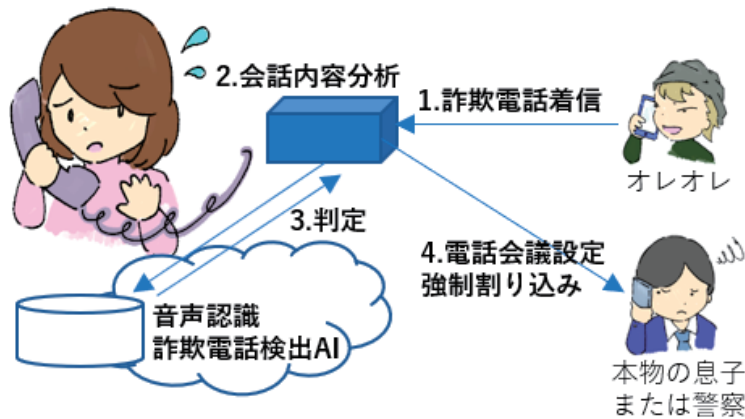 2.会話内容分析
1.詐欺電話着信
オレオレ
3.判定
4.電話会議設定
強制割り込み
音声認識
詐欺電話検出AI
本物の息子
または警察